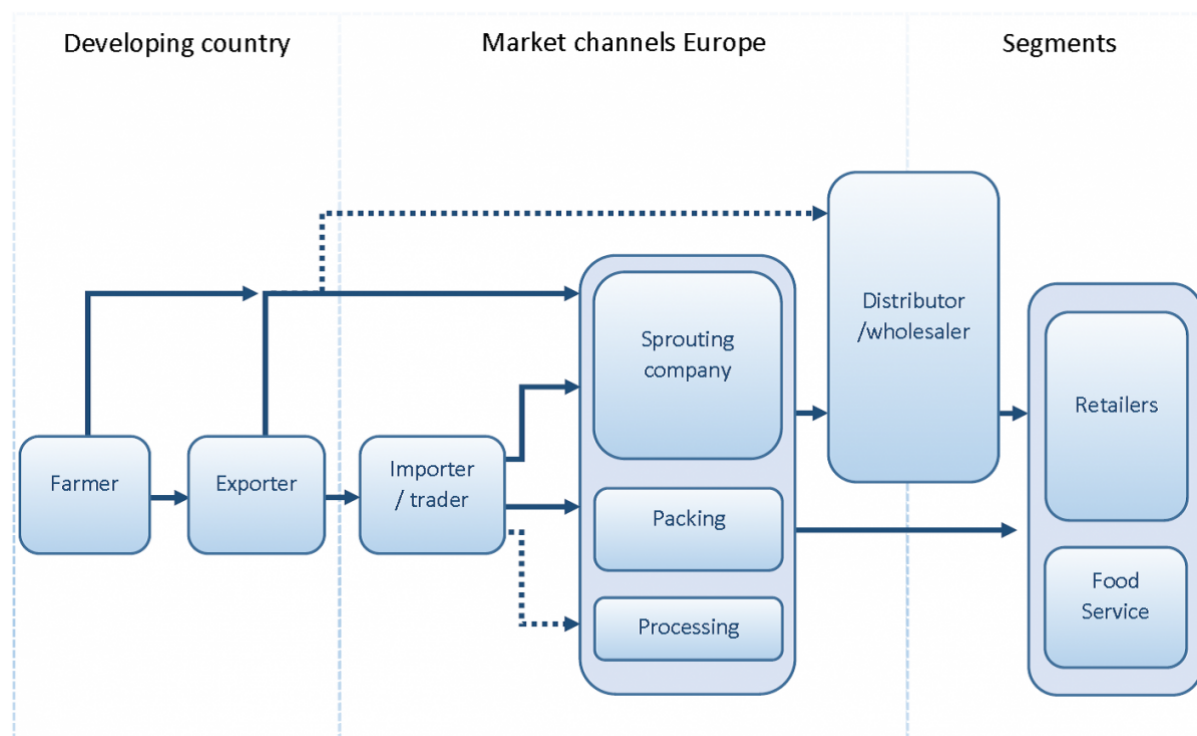 Developing country
Market channels Europe
Segments
Farmer
Exporter
Importer
/ trader
Sprouting
company
Packing
Processing
Distributor
/wholesaler
Retailers
Food
Service